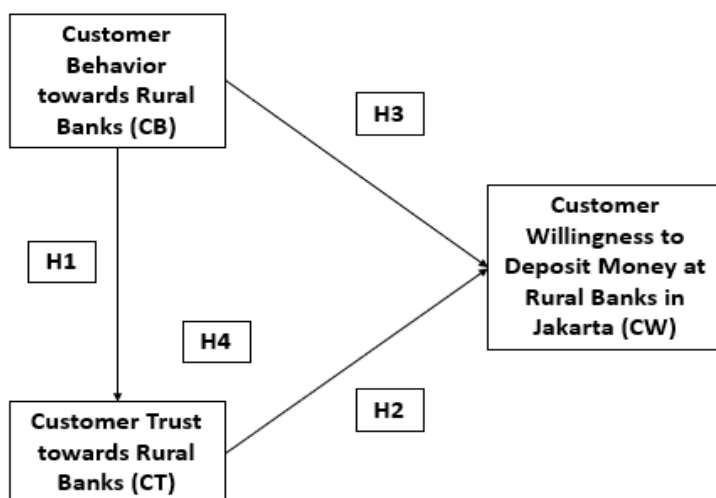 Customer
Behavior
towards Rural
Banks (CB)
H3
Customer
Willingness to
Deposit Money at
Rural Banks in
Jakarta (CW)
H1
H4
H2
Customer Trust
towards Rural
Banks (CT)